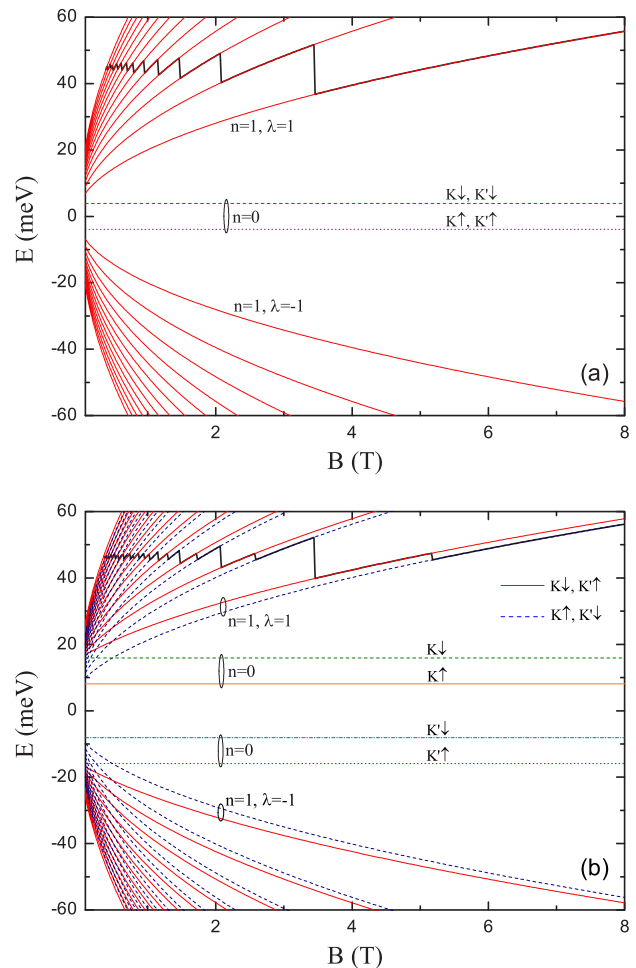 60
40
20
0
-20
-40
-60
E (meV)
n=1, λ=1
K↓, K'↓
n=0
K↑, K'↑
n=1, λ=-1
(a)
2 4 6 8
B (T)
60
40
20
0
-20
-40
-60
E (meV)
K↓, K'↑
K↑, K'↓
n=1, λ=1
K↓
n=0
K↑
K'↓
n=0
K'↑
n=1, λ=-1
(b)
2 4 6 8
B (T)